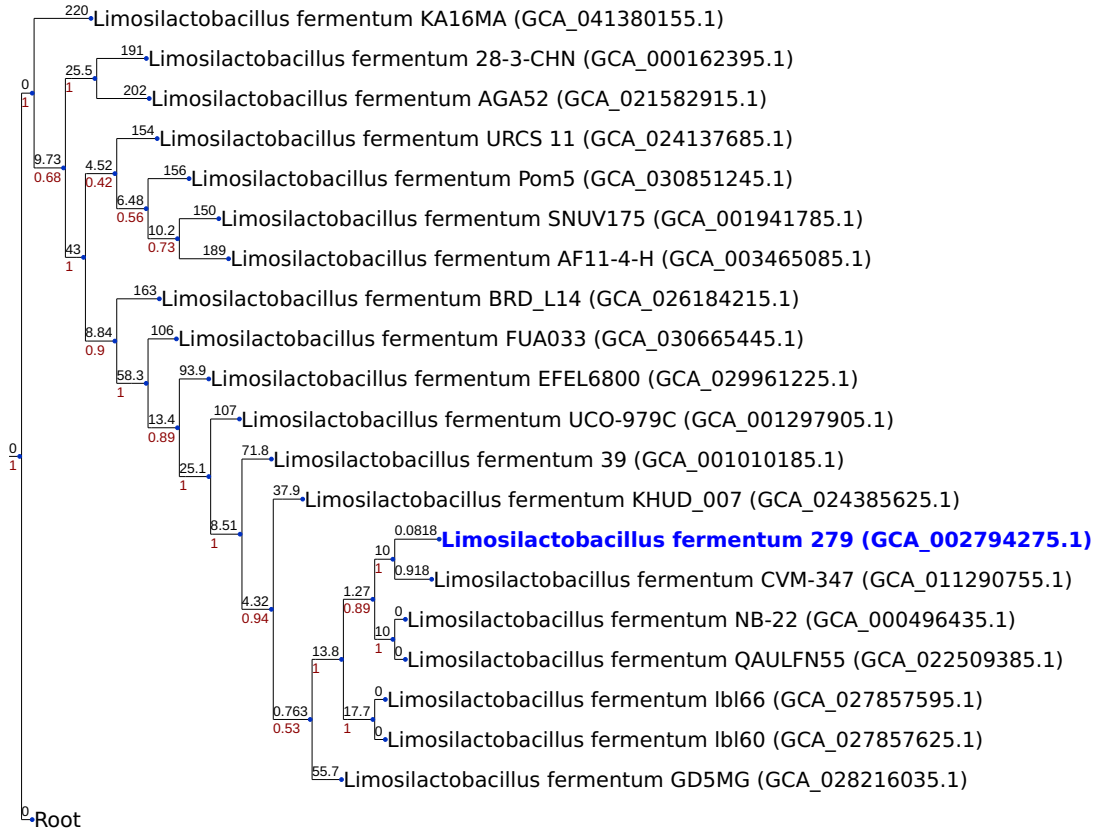 220 Limosilactobacillus fermentum KA16MA (GCA_041380155.1)
191 Limosilactobacillus fermentum 28-3-CHN (GCA_000162395.1)
25.5
1
0
1
202 Limosilactobacillus fermentum AGA52 (GCA_021582915.1)
154 Limosilactobacillus fermentum URCS 11 (GCA_024137685.1)
9.73
0.68
4.52
0.42
156 Limosilactobacillus fermentum Pom5 (GCA_030851245.1)
6.48
0.56
150 Limosilactobacillus fermentum SNUV175 (GCA_001941785.1)
10.2
0.73
43
1
189 Limosilactobacillus fermentum AF11-4-H (GCA_003465085.1)
163 Limosilactobacillus fermentum BRD_L14 (GCA_026184215.1)
8.84
0.9
106 Limosilactobacillus fermentum FUA033 (GCA_030665445.1)
58.3
1
93.9 Limosilactobacillus fermentum EFEL6800 (GCA_029961225.1)
13.4
0.89
107 Limosilactobacillus fermentum UCO-979C (GCA_001297905.1)
0
1
71.8 Limosilactobacillus fermentum 39 (GCA_001010185.1)
25.1
1
37.9 Limosilactobacillus fermentum KHUD_007 (GCA_024385625.1)
8.51
1
0.0818 Limosilactobacillus fermentum 279 (GCA_002794275.1)
10
1
0.918 Limosilactobacillus fermentum CVM-347 (GCA_011290755.1)
4.32
0.94
1.27
0.89
0 Limosilactobacillus fermentum NB-22 (GCA_000496435.1)
10
1
0 Limosilactobacillus fermentum QAULFN55 (GCA_022509385.1)
13.8
1
0 Limosilactobacillus fermentum lbl66 (GCA_027857595.1)
0.763
0.53
17.7
1
0 Limosilactobacillus fermentum lbl60 (GCA_027857625.1)
55.7 Limosilactobacillus fermentum GD5MG (GCA_028216035.1)
0 Root